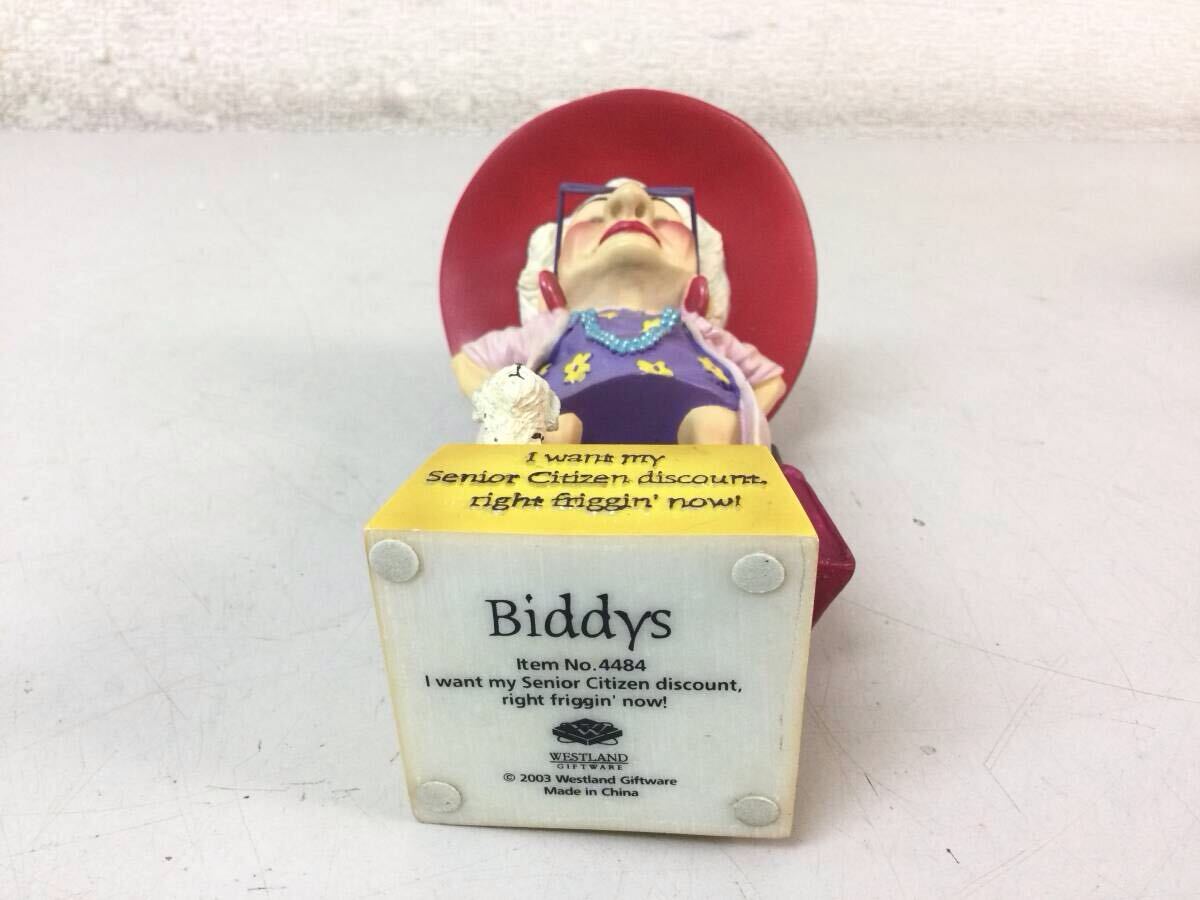 I want my
Senior Citizen discount,
right friggin' now!
Biddys
Item No.4484
I want my Senior Citizen discount,
right friggin' now!
W
WESTLAND
GIFTWARE
© 2003 Westland Giftware
Made in China